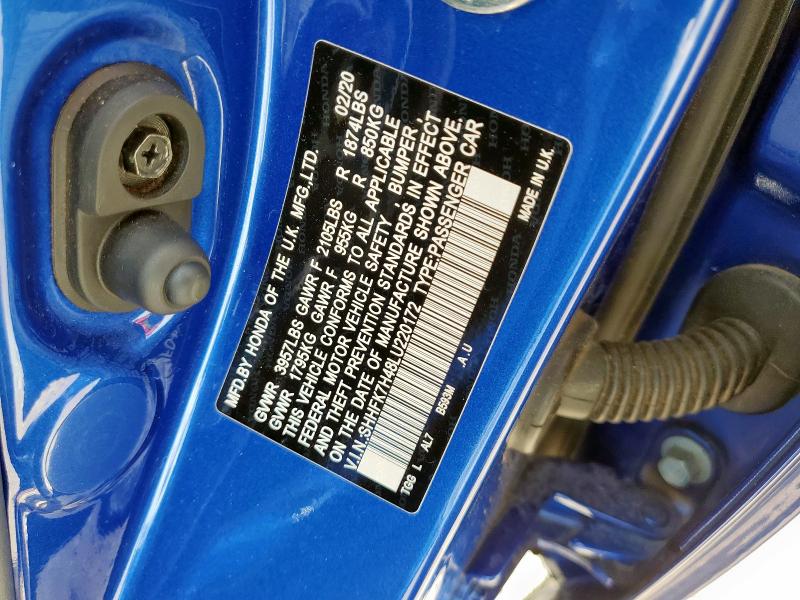 MFD.BY HONDA OF THE U.K. MFG.,LTD. 02/20
GVWR 3957LBS GAWR F 2105LBS R 1874LBS
GVWR 1795KG GAWR F 955KG R 850KG
THIS VEHICLE CONFORMS TO ALL APPLICABLE
FEDERAL MOTOR VEHICLE SAFETY, BUMPER,
AND THEFT PREVENTION STANDARDS IN EFFECT
ON THE DATE OF MANUFACTURE SHOWN ABOVE.
V.I.N.:SHHFK7HA8LU220172 TYPE:PASSENGER CAR
TGG L AL7 B593M A.U MADE IN U.K.